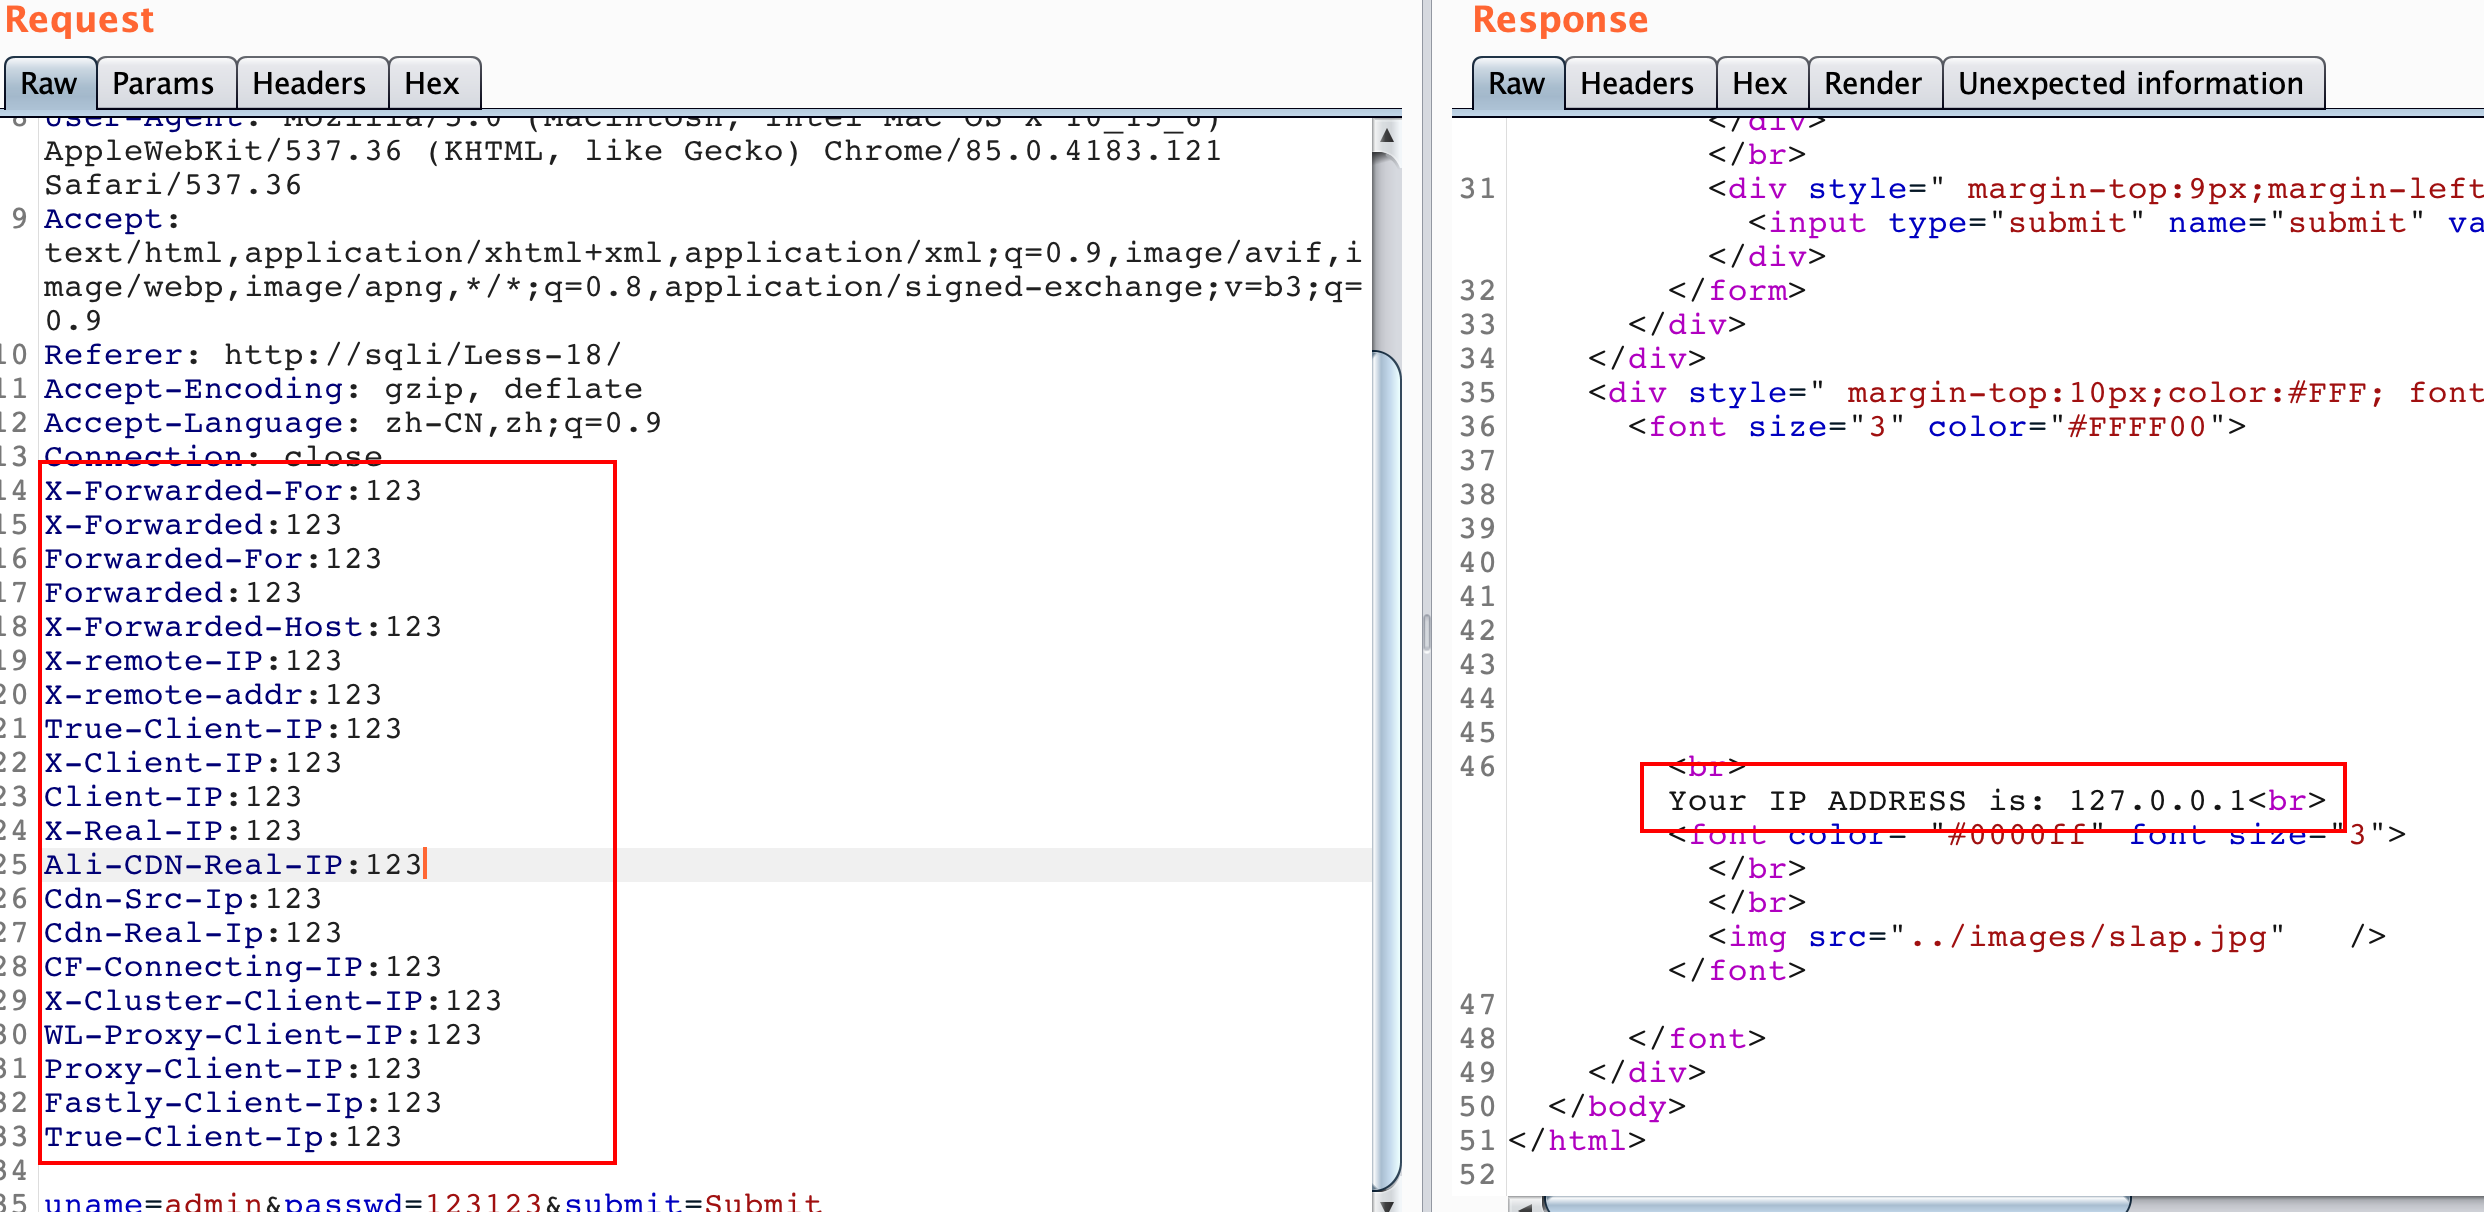 Request
Raw
Params
Headers
Hex
8 User-Agent: Mozilla/5.0 (Macintosh; Intel Mac OS X 10_15_6)
AppleWebKit/537.36 (KHTML, like Gecko) Chrome/85.0.4183.121
Safari/537.36
9 Accept:
text/html,application/xhtml+xml,application/xml;q=0.9,image/avif,i
mage/webp,image/apng,*/*;q=0.8,application/signed-exchange;v=b3;q=
0.9
10 Referer: http://sqli/Less-18/
11 Accept-Encoding: gzip, deflate
12 Accept-Language: zh-CN,zh;q=0.9
13 Connection: close
14 X-Forwarded-For:123
15 X-Forwarded:123
16 Forwarded-For:123
17 Forwarded:123
18 X-Forwarded-Host:123
19 X-remote-IP:123
20 X-remote-addr:123
21 True-Client-IP:123
22 X-Client-IP:123
23 Client-IP:123
24 X-Real-IP:123
25 Ali-CDN-Real-IP:123
26 Cdn-Src-Ip:123
27 Cdn-Real-Ip:123
28 CF-Connecting-IP:123
29 X-Cluster-Client-IP:123
30 WL-Proxy-Client-IP:123
31 Proxy-Client-IP:123
32 Fastly-Client-Ip:123
33 True-Client-Ip:123
34
35 uname=admin&passwd=123123&submit=Submit
Response
Raw
Headers
Hex
Render
Unexpected information
</div>
</br>
31 <div style=" margin-top:9px;margin-left
<input type="submit" name="submit" va
</div>
32 </form>
33 </div>
34 </div>
35 <div style=" margin-top:10px;color:#FFF; font
36 <font size="3" color="#FFFF00">
37
38
39
40
41
42
43
44
45
46 <br>
Your IP ADDRESS is: 127.0.0.1<br>
<font color= "#0000ff" font size="3">
</br>
</br>
<img src="../images/slap.jpg" />
</font>
47
48 </font>
49 </div>
50 </body>
51 </html>
52